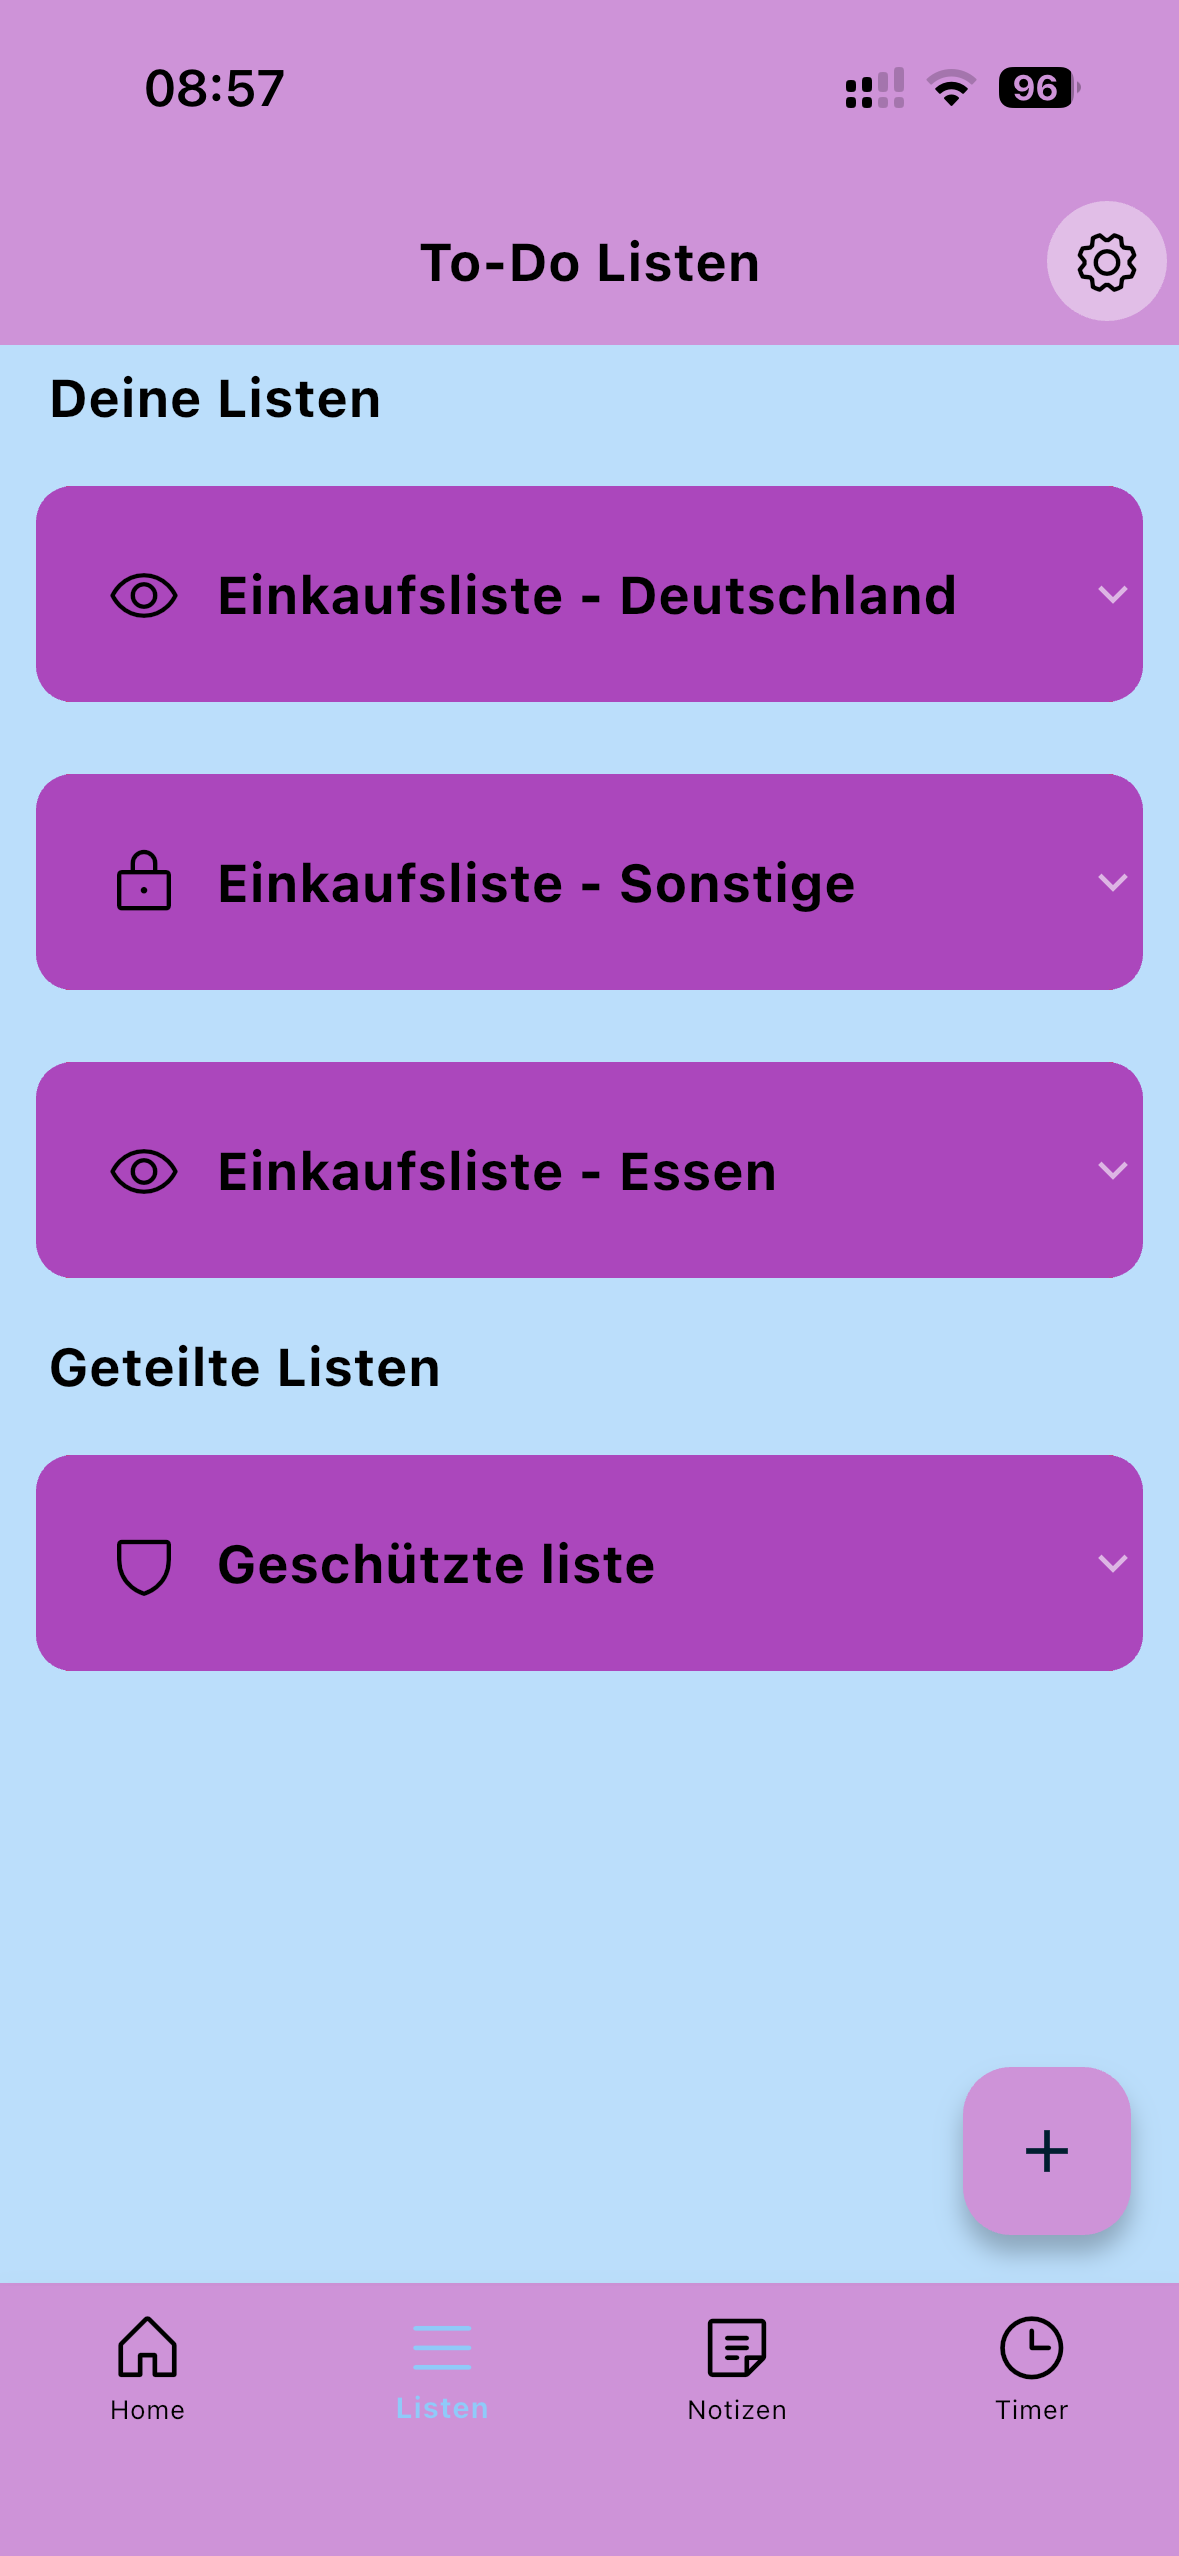 08:57
96
To-Do Listen
Deine Listen
Einkaufsliste - Deutschland
Einkaufsliste - Sonstige
Einkaufsliste - Essen
Geteilte Listen
Geschützte liste
Home
Listen
Notizen
Timer